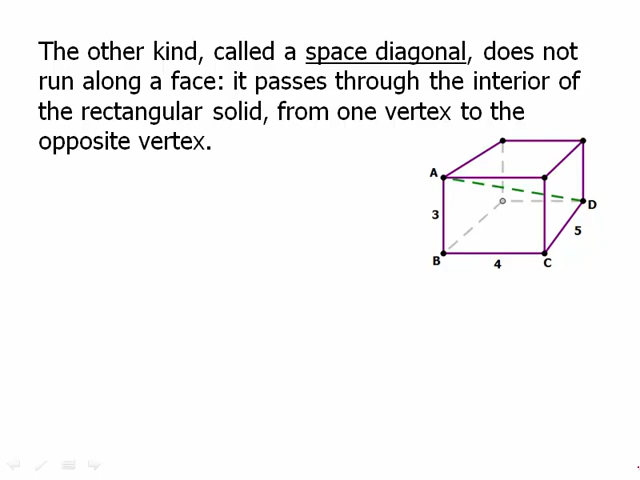 The other kind, called a space diagonal, does not
run along a face: it passes through the interior of
the rectangular solid, from one vertex to the
opposite vertex.
A
3
D
5
B
4
C